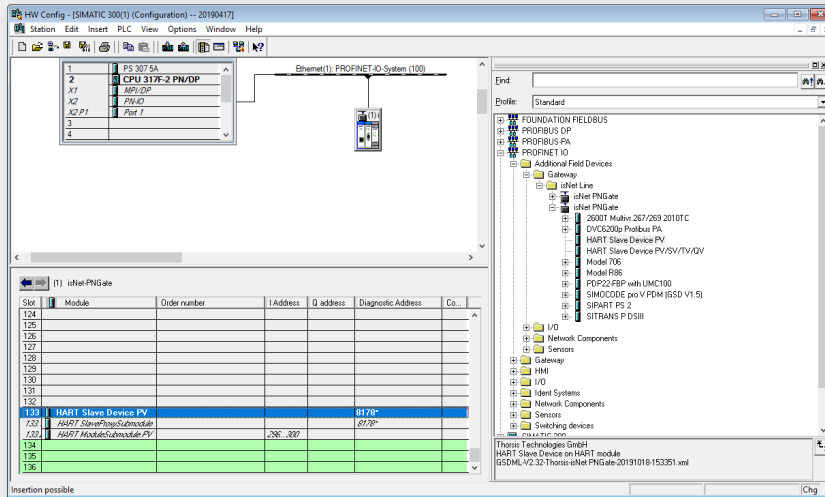 HW Config - [SIMATIC 300(1) (Configuration) -- 20190417]
Station Edit Insert PLC View Options Window Help
1 PS 307 5A
2 CPU 317F-2 PN/DP
X1 MPI/DP
X2 PN-IO
X2 P1 Port 1
3
4
Ethernet(1): PROFINET-IO-System (100)
(1) i
Find:
Profile: Standard
FOUNDATION FIELDBUS
PROFIBUS DP
PROFIBUS-PA
PROFINET IO
Additional Field Devices
Gateway
isNet Line
isNet PNGate
isNet PNGate
2600T Multivr.267/269 2010TC
DVC6200p Profibus PA
HART Slave Device PV
HART Slave Device PV/SV/TV/QV
Model 706
Model R86
PDP22-FBP with UMC100
SIMOCODE pro V PDM (GSD V1.5)
SIPART PS 2
SITRANS P DSIII
I/O
Network Components
Sensors
Gateway
HMI
I/O
Ident Systems
Network Components
Sensors
Switching devices
SIMATIC 300
Thorsis Technologies GmbH
HART Slave Device on HART module
GSDML-V2.32-Thorsis-isNet PNGate-20191018-153351.xml
(1) isNet-PNGate
Slot Module Order number I Address Q address Diagnostic Address Co...
124
125
126
127
128
129
130
131
132
133 HART Slave Device PV 8178*
133. HART SlaveProxySubmodule 8178*
133. HART ModuleSubmodule PV 296...300
134
135
136
Insertion possible
Chg